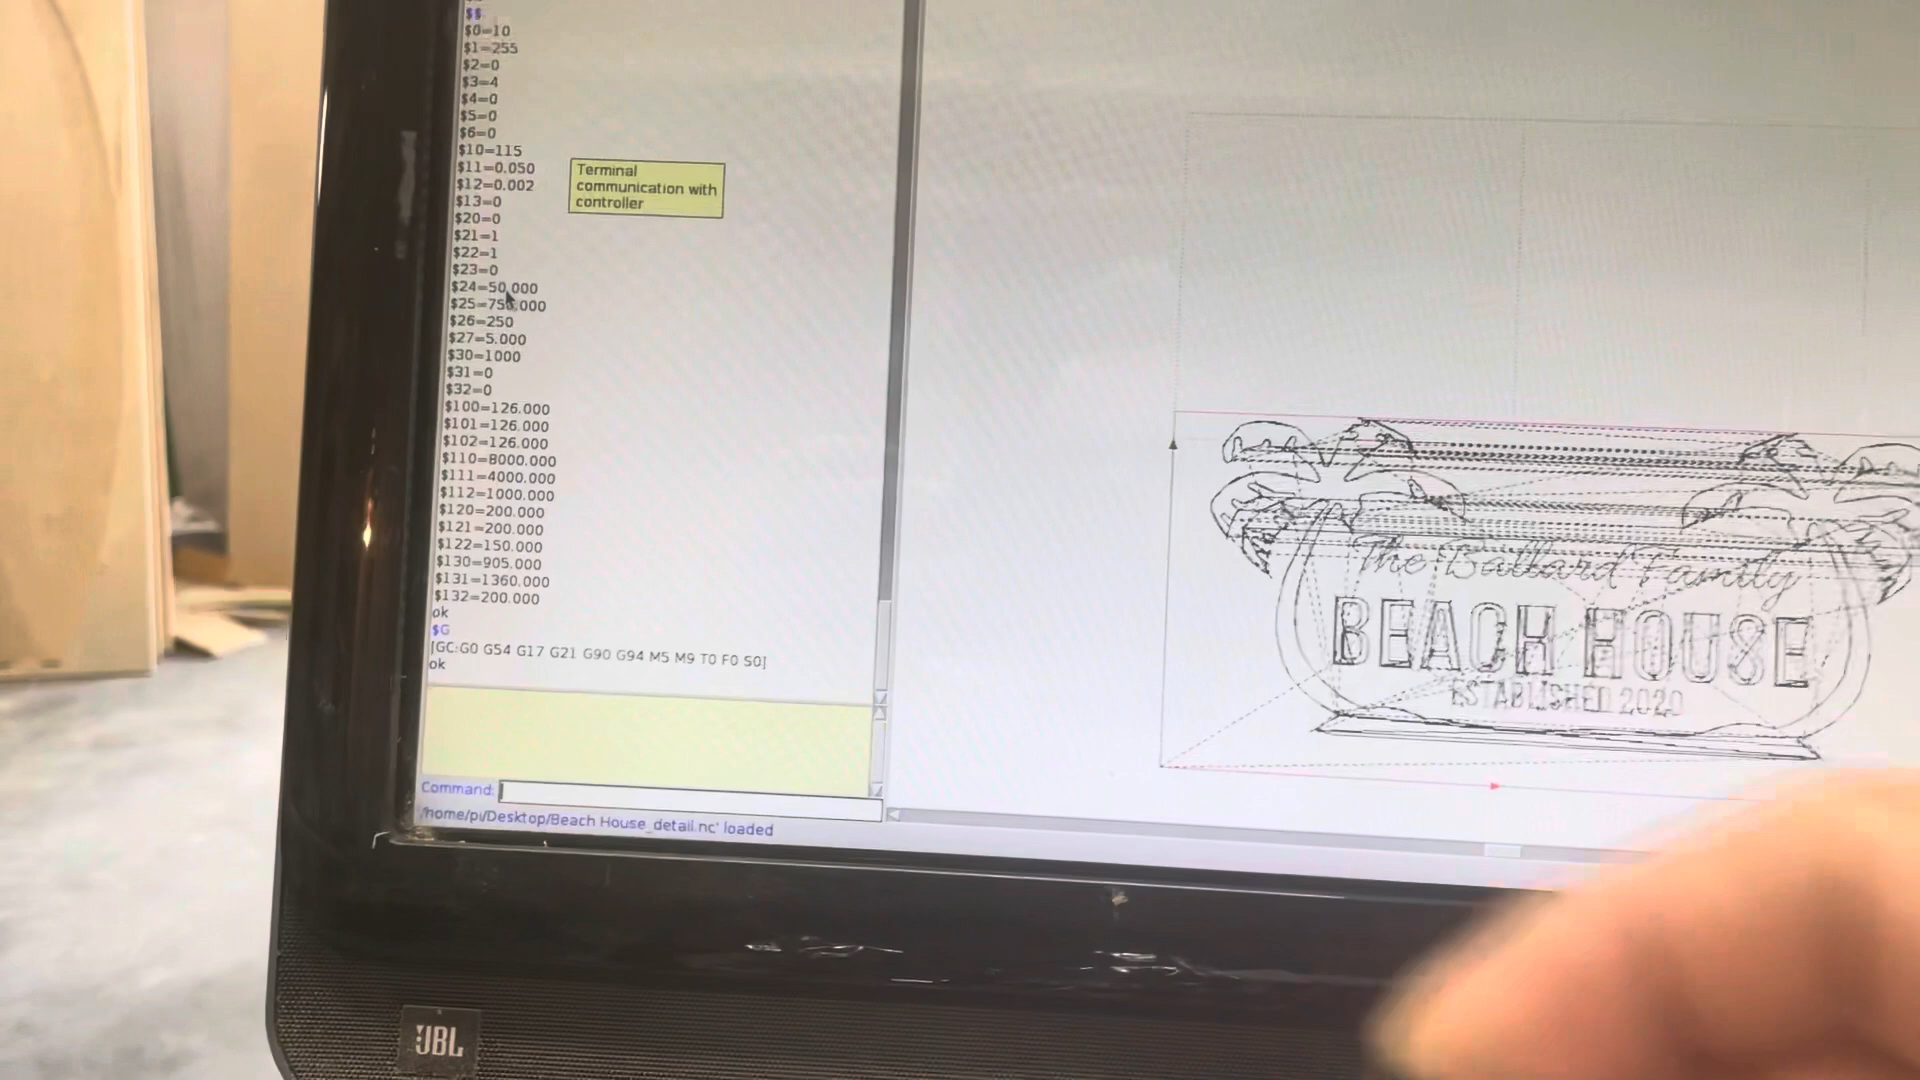 $$
$0=10
$1=255
$2=0
$3=4
$4=0
$5=0
$6=0
$10=115
$11=0.050
$12=0.002
$13=0
$20=0
$21=1
$22=1
$23=0
$24=50.000
$25=750.000
$26=250
$27=5.000
$30=1000
$31=0
$32=0
$100=126.000
$101=126.000
$102=126.000
$110=8000.000
$111=4000.000
$112=1000.000
$120=200.000
$121=200.000
$122=150.000
$130=905.000
$131=1360.000
$132=200.000
ok
$G
[GC:G0 G54 G17 G21 G90 G94 M5 M9 T0 F0 S0]
ok
Terminal
communication with
controller
Command:
'/home/pi/Desktop/Beach House_detail.nc' loaded
The Ballard Family
BEACH HOUSE
ESTABLISHED 2020
JBL